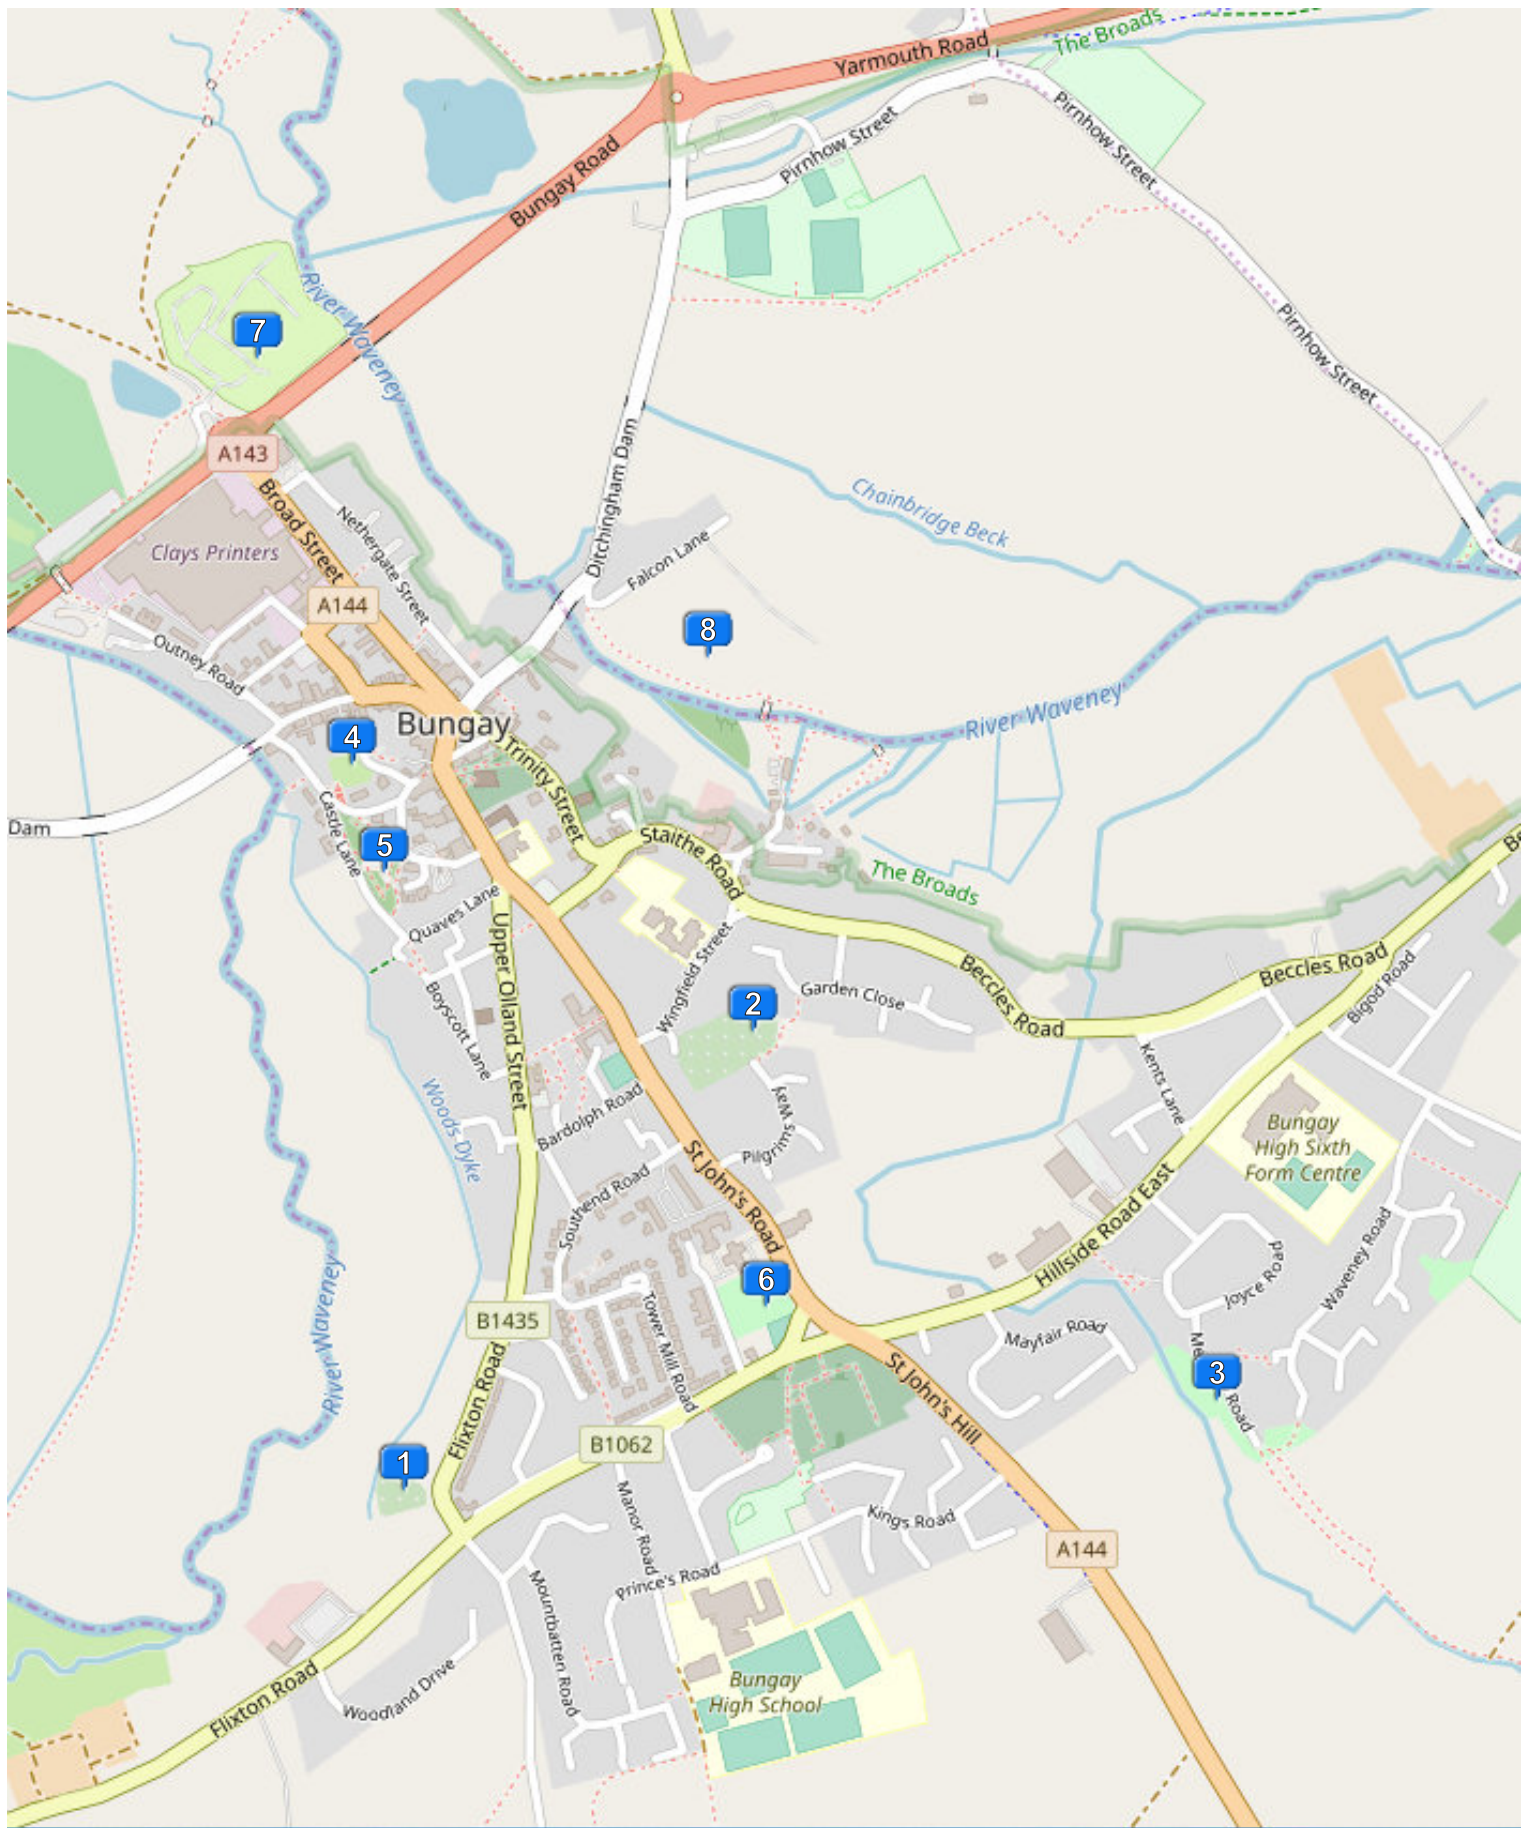 The Broads
Yarmouth Road
Pirnhow Street
Pirnhow Street
Bungay Road
River Waveney
7
Pirnhow Street
A143
Broad Street
Nethergate Street
Ditchingham Dam
Chainbridge Beck
Clays Printers
Falcon Lane
A144
8
Outney Road
River Waveney
Bungay
4
Trinity Street
Castle Lane
Dam
5
Staithe Road
The Broads
Be
Quaves Lane
Upper Olland Street
Wingfield Street
Beccles Road
Beccles Road
Bigod Road
Garden Close
2
Boyscott Lane
Kents Lane
Woods Dyke
Bardolph Road
Pilgrims Way
Bungay
High Sixth
Form Centre
St John's Road
Southend Road
Hillside Road East
Waveney Road
Joyce Road
River Waveney
6
B1435
Tower Mill Road
Mayfair Road
Me
Road
3
Flixton Road
St John's Hill
B1062
1
Manor Road
Kings Road
A144
Prince's Road
Mountbatten Road
Woodland Drive
Flixton Road
Bungay
High School